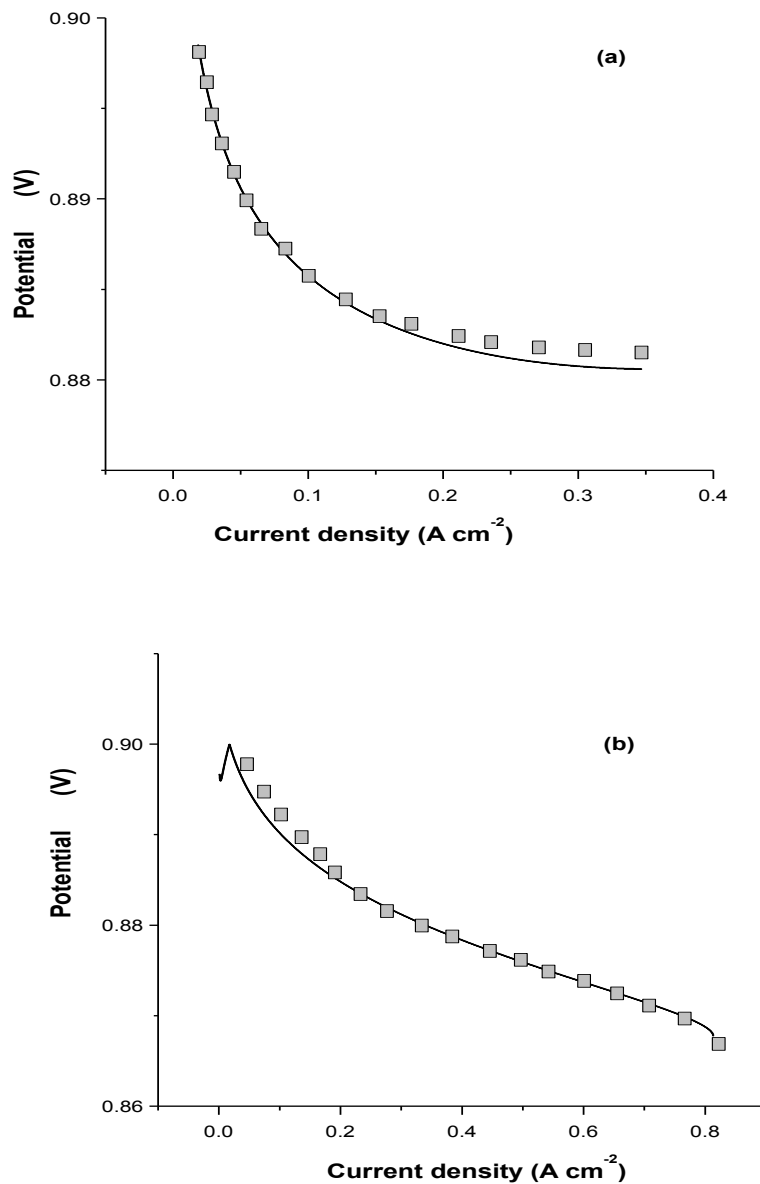 0.90
(a)
0.89
Potential (V)
0.88
0.0 0.1 0.2 0.3 0.4
Current density (A cm⁻²)
0.90
(b)
Potential (V)
0.88
0.86
0.0 0.2 0.4 0.6 0.8
Current density (A cm⁻²)